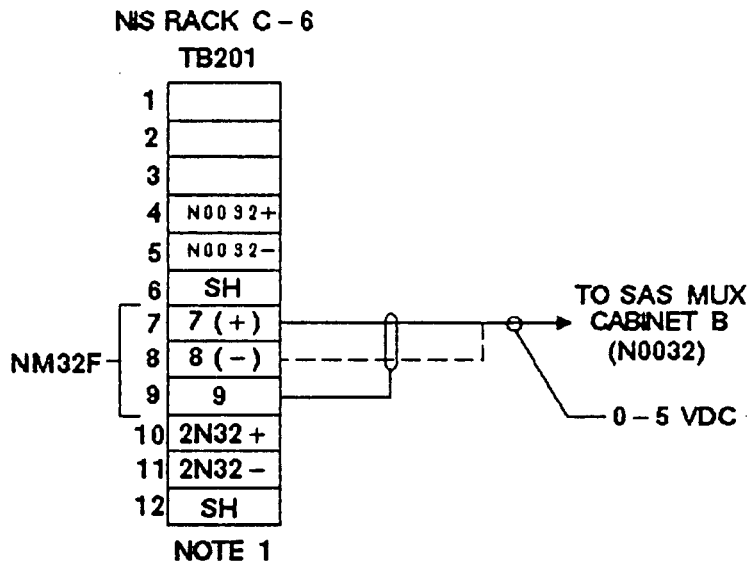 NIS RACK C-6
TB201
1
2
3
4 N0032+
5 N0032-
6 SH
7 7 (+)
8 8 (-)
9 9
10 2N32 +
11 2N32 -
12 SH
NM32F
TO SAS MUX
CABINET B
(N0032)
0-5 VDC
NOTE 1